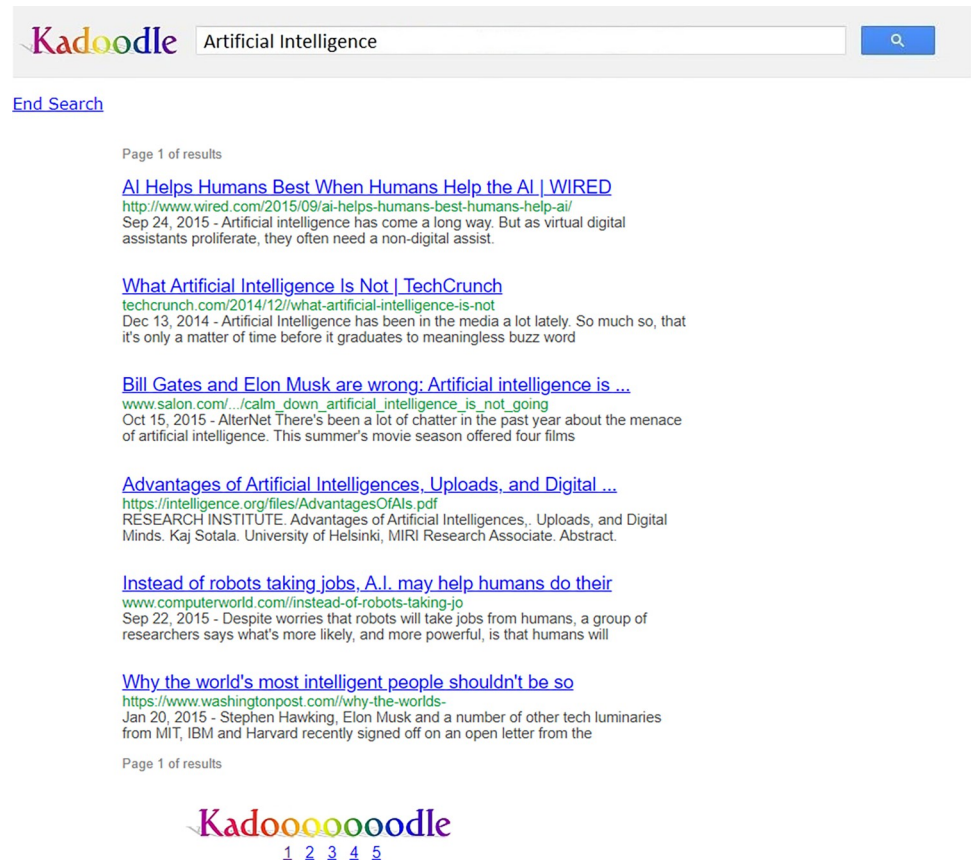 Kadoodle
Artificial Intelligence
End Search
Page 1 of results
AI Helps Humans Best When Humans Help the AI | WIRED
http://www.wired.com/2015/09/ai-helps-humans-best-humans-help-ai/
Sep 24, 2015 - Artificial intelligence has come a long way. But as virtual digital
assistants proliferate, they often need a non-digital assist.
What Artificial Intelligence Is Not | TechCrunch
techcrunch.com/2014/12//what-artificial-intelligence-is-not
Dec 13, 2014 - Artificial Intelligence has been in the media a lot lately. So much so, that
it's only a matter of time before it graduates to meaningless buzz word
Bill Gates and Elon Musk are wrong: Artificial intelligence is ...
www.salon.com/.../calm_down_artificial_intelligence_is_not_going
Oct 15, 2015 - AlterNet There's been a lot of chatter in the past year about the menace
of artificial intelligence. This summer's movie season offered four films
Advantages of Artificial Intelligences, Uploads, and Digital ...
https://intelligence.org/files/AdvantagesOfAIs.pdf
RESEARCH INSTITUTE. Advantages of Artificial Intelligences,. Uploads, and Digital
Minds. Kaj Sotala. University of Helsinki, MIRI Research Associate. Abstract.
Instead of robots taking jobs, A.I. may help humans do their
www.computerworld.com//instead-of-robots-taking-jo
Sep 22, 2015 - Despite worries that robots will take jobs from humans, a group of
researchers says what's more likely, and more powerful, is that humans will
Why the world's most intelligent people shouldn't be so
https://www.washingtonpost.com//why-the-worlds-
Jan 20, 2015 - Stephen Hawking, Elon Musk and a number of other tech luminaries
from MIT, IBM and Harvard recently signed off on an open letter from the
Page 1 of results
Kadooooooodle
1 2 3 4 5